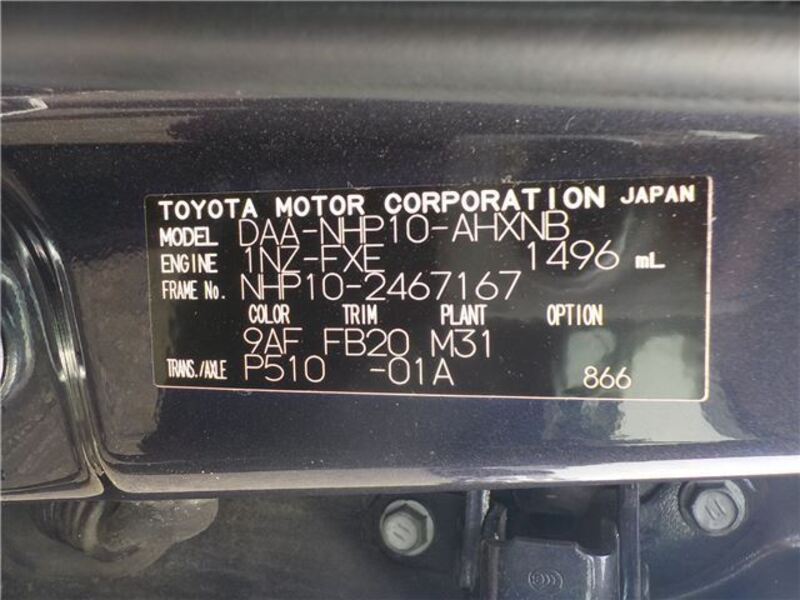 TOYOTA MOTOR CORPORATION JAPAN
MODEL DAA-NHP10-AHXNB
ENGINE 1NZ-FXE 1496 mL
FRAME No. NHP10-2467167
COLOR TRIM PLANT OPTION
9AF FB20 M31
TRANS./AXLE P510 -01A 866